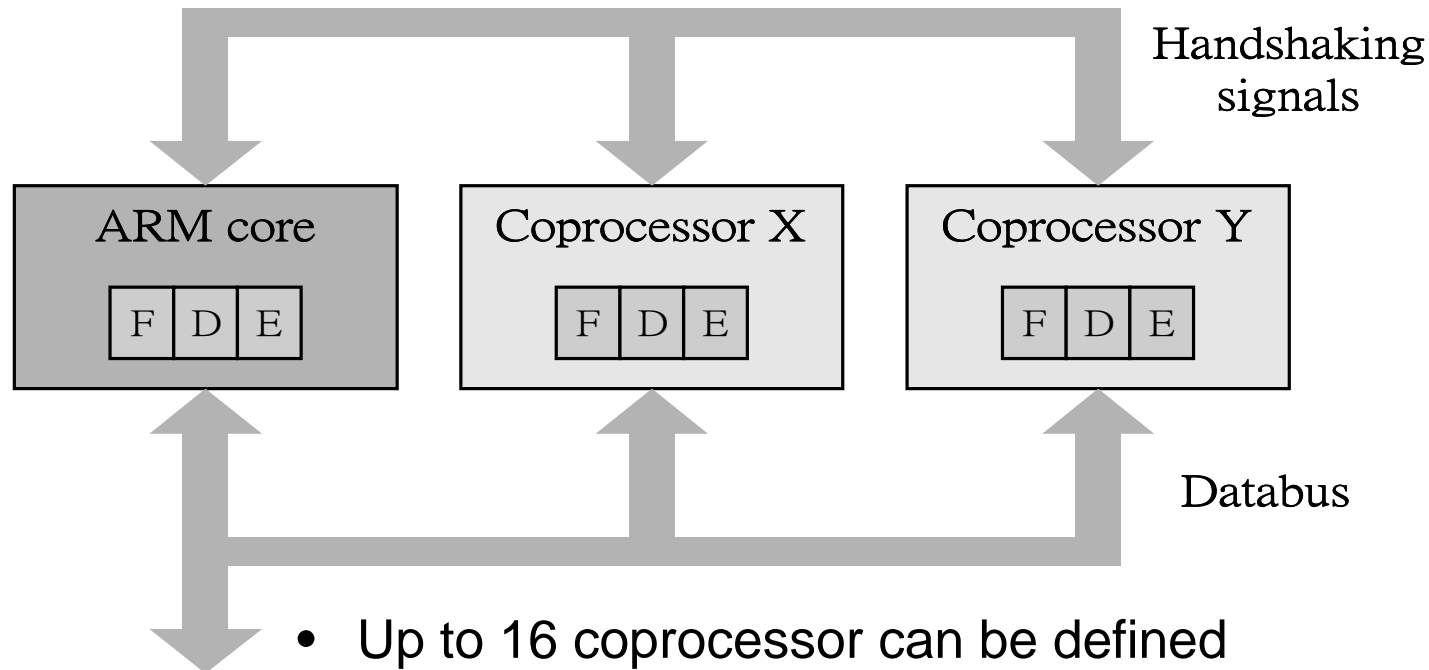 Handshaking
signals
ARM core
Coprocessor X
Coprocessor Y
F D E
F D E
F D E
Databus
• Up to 16 coprocessor can be defined